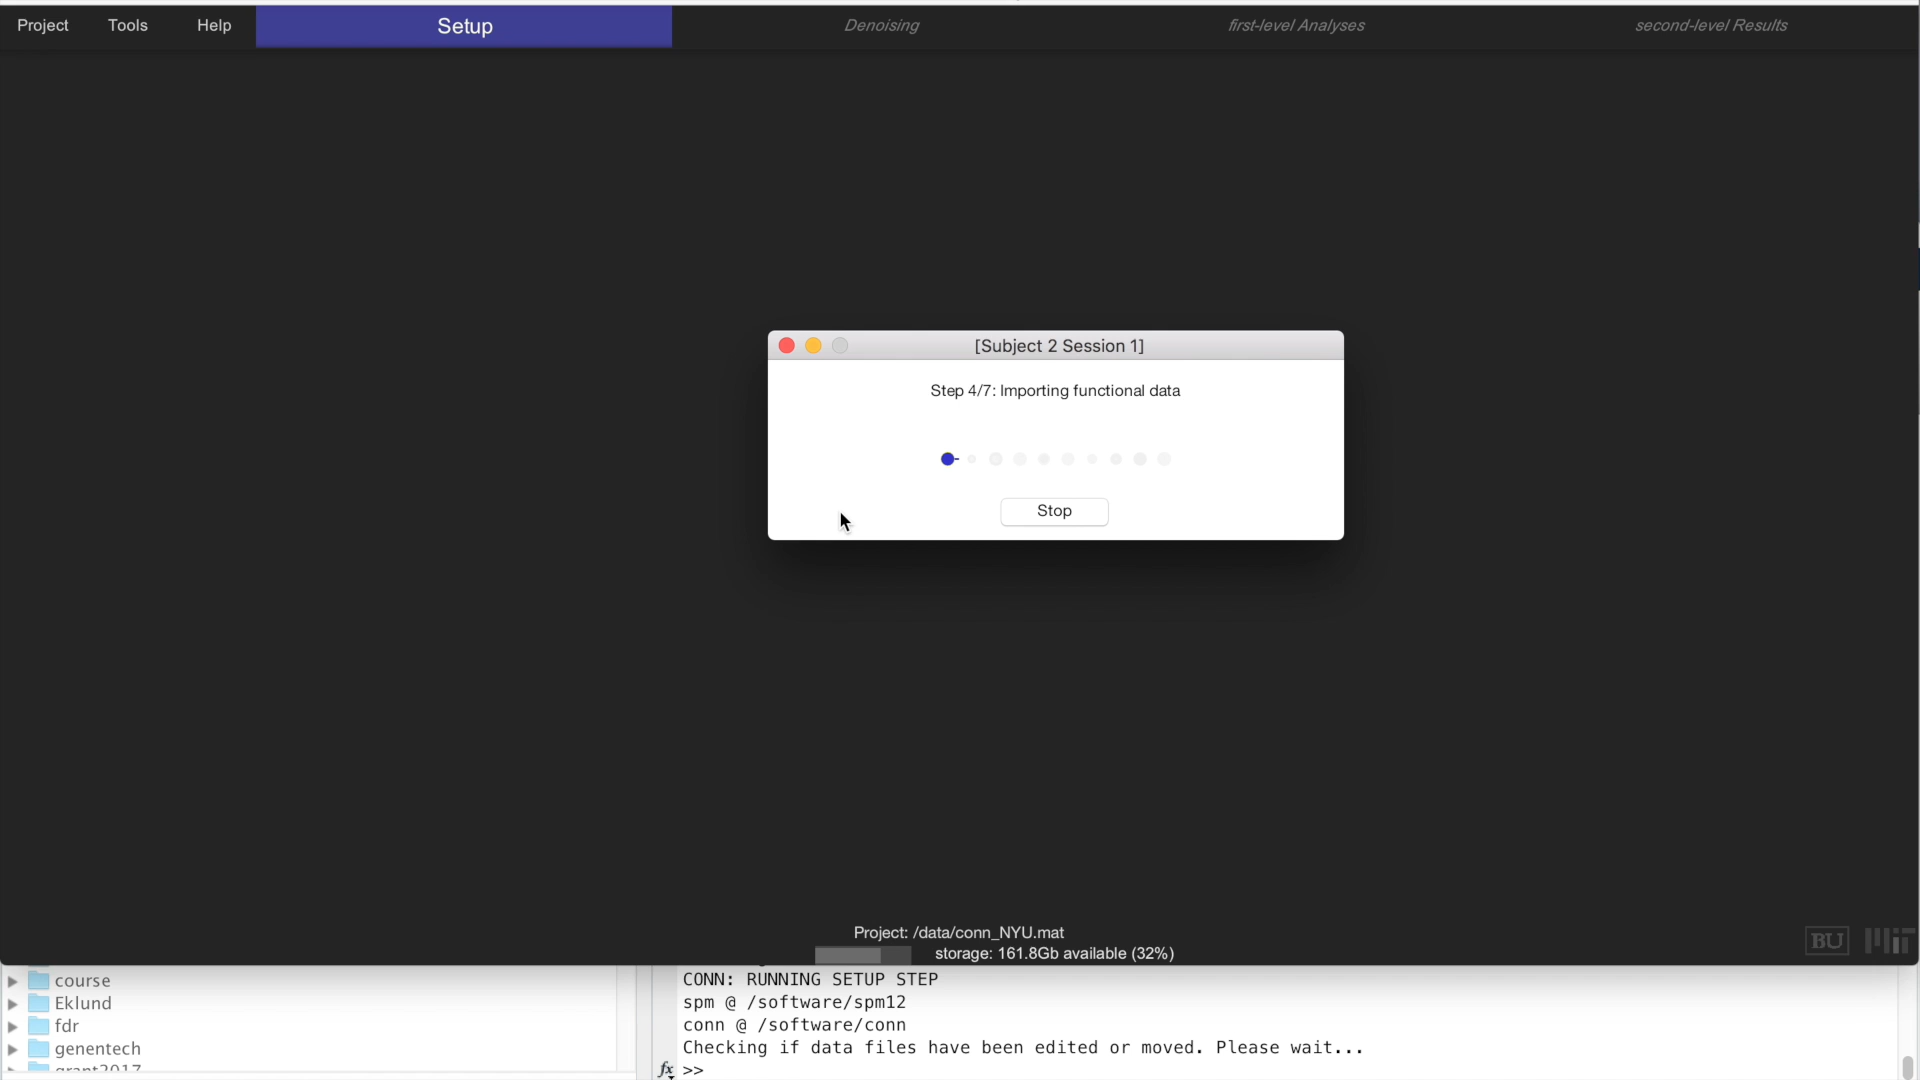 Project Tools Help Setup Denoising first-level Analyses second-level Results
[Subject 2 Session 1]
Step 4/7: Importing functional data
Stop
Project: /data/conn_NYU.mat
storage: 161.8Gb available (32%)
BU
MIT
course
Eklund
fdr
genentech
grant2017
CONN: RUNNING SETUP STEP
spm @ /software/spm12
conn @ /software/conn
Checking if data files have been edited or moved. Please wait...
fx >>